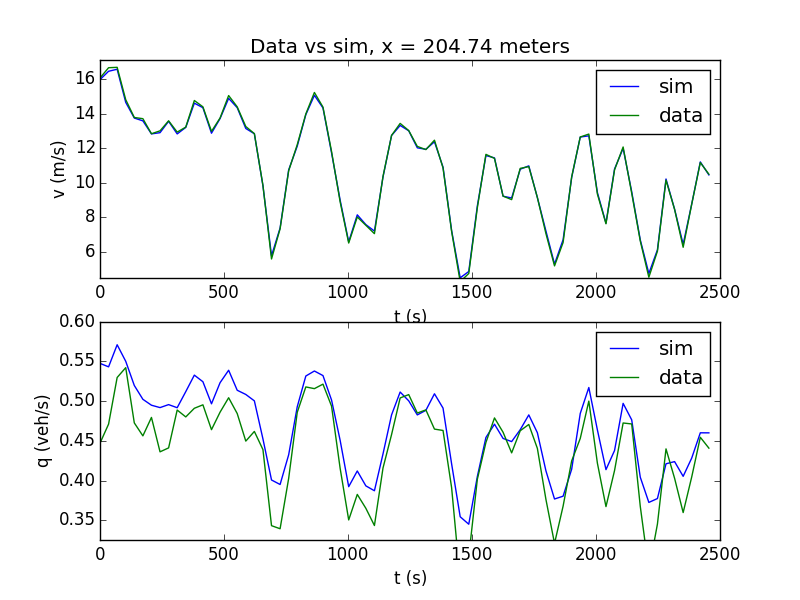 Data vs sim, x = 204.74 meters
v (m/s)
16
14
12
10
8
6
sim
data
0 500 1000 1500 2000 2500
t (s)
q (veh/s)
0.60
0.55
0.50
0.45
0.40
0.35
sim
data
0 500 1000 1500 2000 2500
t (s)